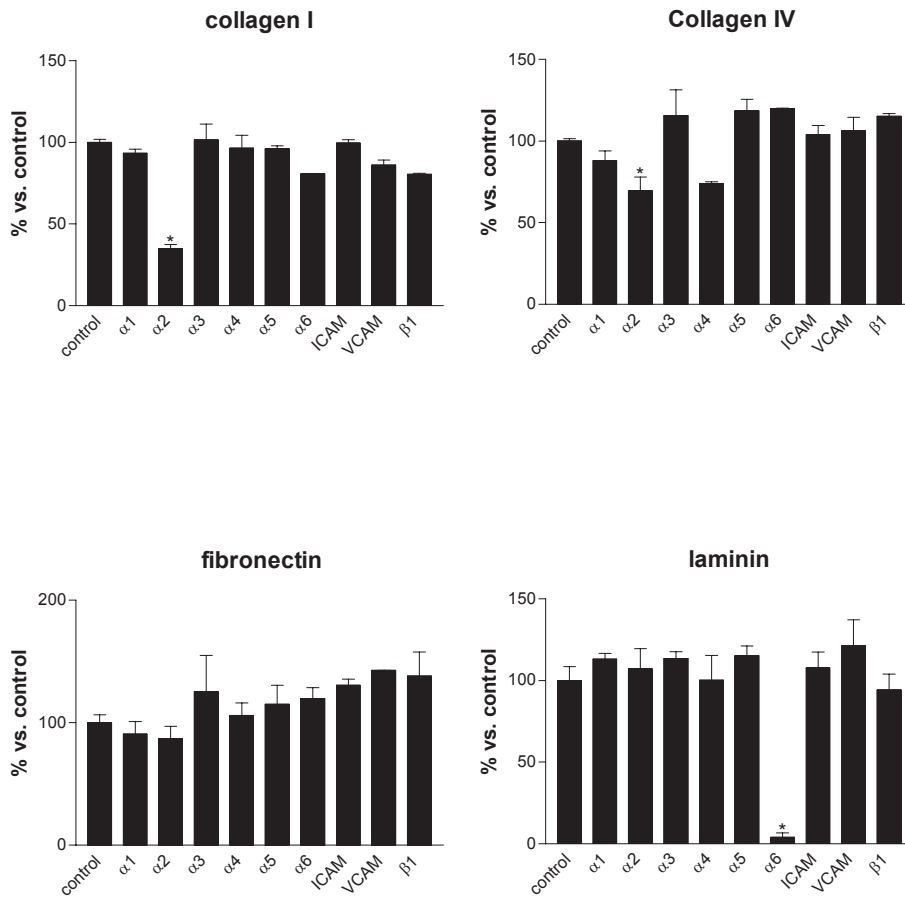 collagen I
% vs. control
150
100
50
0
*
control α1 α2 α3 α4 α5 α6 ICAM VCAM β1
Collagen IV
% vs. control
150
100
50
0
*
control α1 α2 α3 α4 α5 α6 ICAM VCAM β1
fibronectin
% vs. control
200
100
0
control α1 α2 α3 α4 α5 α6 ICAM VCAM β1
laminin
% vs. control
150
100
50
0
*
control α1 α2 α3 α4 α5 α6 ICAM VCAM β1